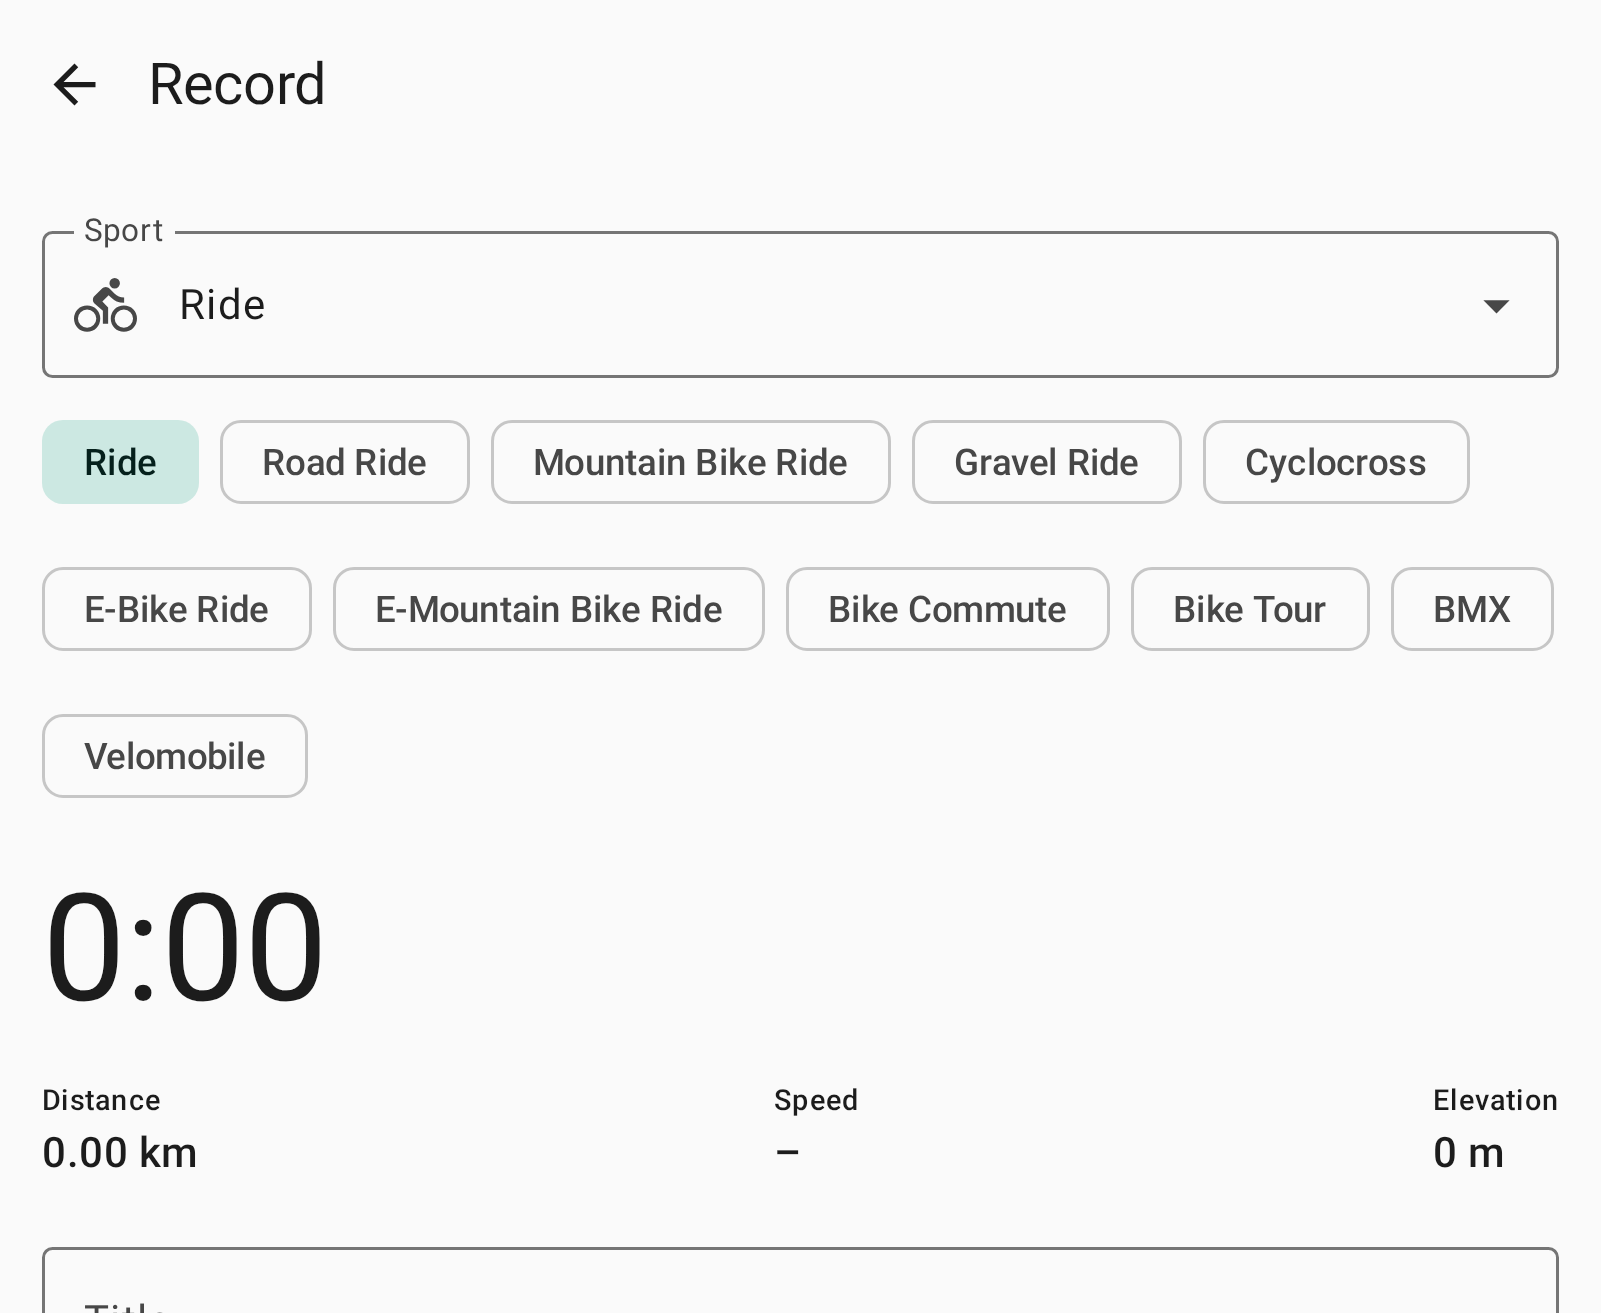 Record
Sport
Ride
Ride Road Ride Mountain Bike Ride Gravel Ride Cyclocross
E-Bike Ride E-Mountain Bike Ride Bike Commute Bike Tour BMX
Velomobile
0:00
Distance Speed Elevation
0.00 km – 0 m
Title